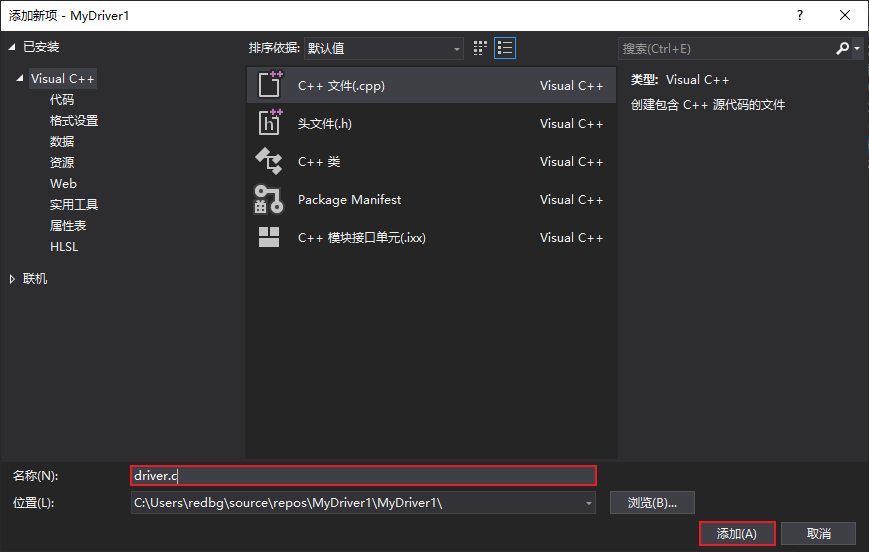 添加新项 - MyDriver1
?
已安装
排序依据: 默认值
搜索(Ctrl+E)
Visual C++
代码
格式设置
数据
资源
Web
实用工具
属性表
HLSL
联机
C++ 文件(.cpp) Visual C++
头文件(.h) Visual C++
C++ 类 Visual C++
Package Manifest Visual C++
C++ 模块接口单元(.ixx) Visual C++
类型: Visual C++
创建包含 C++ 源代码的文件
名称(N): driver.c
位置(L): C:\Users\redbg\source\repos\MyDriver1\MyDriver1\
浏览(B)...
添加(A) 取消